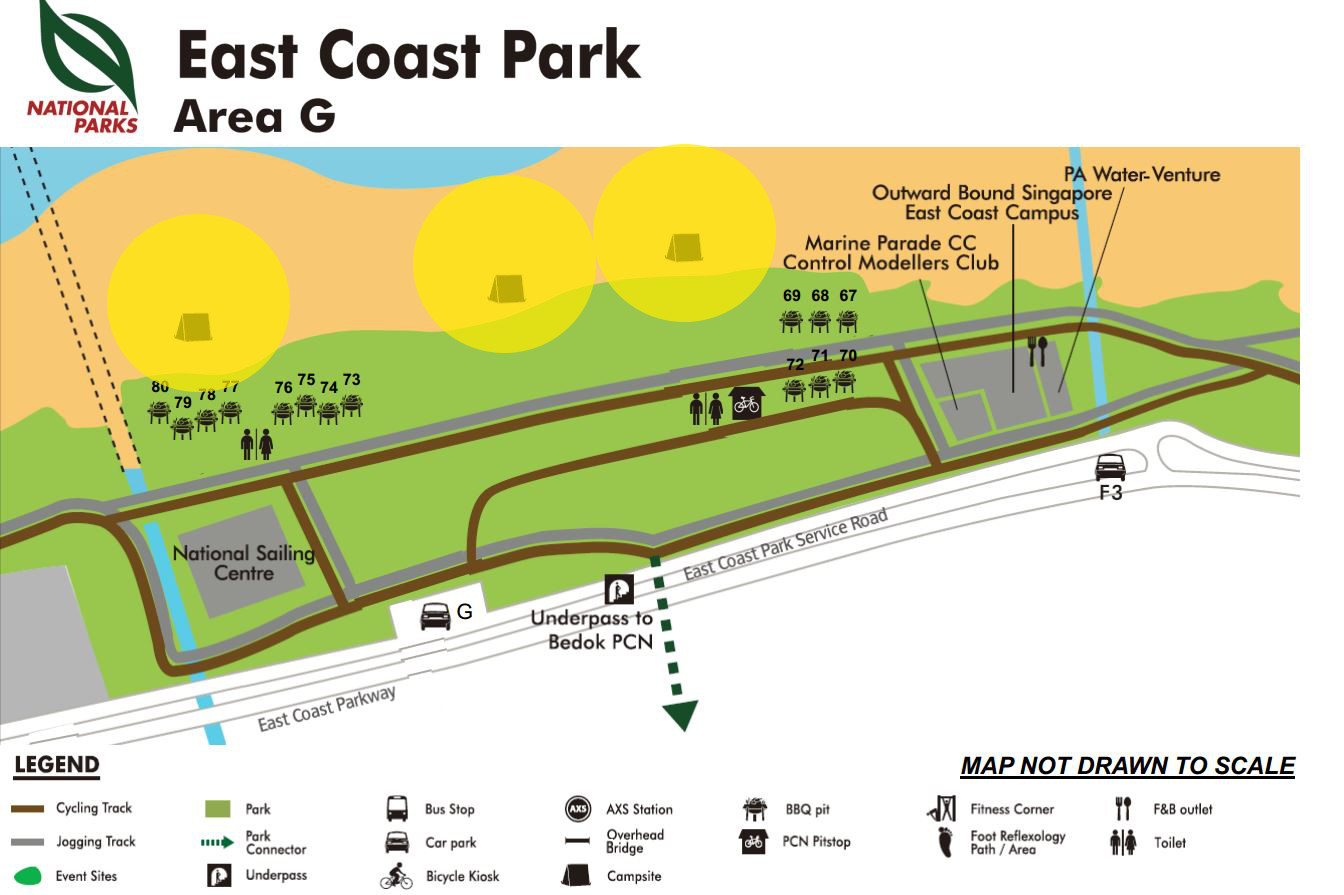 East Coast Park
Area G
NATIONAL
PARKS
PA Water-Venture
Outward Bound Singapore
East Coast Campus
Marine Parade CC
Control Modellers Club
69 68 67
72 71 70
80 79 78 77
76 75 74 73
National Sailing
Centre
F3
G
East Coast Park Service Road
Underpass to
Bedok PCN
East Coast Parkway
LEGEND
MAP NOT DRAWN TO SCALE
Cycling Track
Park
Bus Stop
AXS
AXS Station
BBQ pit
Fitness Corner
F&B outlet
Jogging Track
Park
Connector
Car park
Overhead
Bridge
PCN Pitstop
Foot Reflexology
Path / Area
Toilet
Event Sites
Underpass
Bicycle Kiosk
Campsite